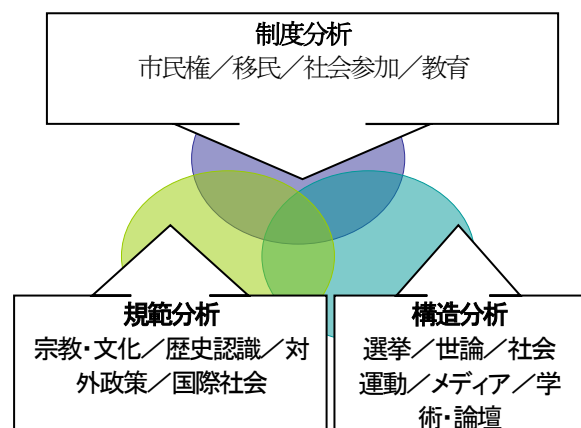 制度分析
市民権／移民／社会参加／教育
規範分析
宗教・文化／歴史認識／対
外政策／国際社会
構造分析
選挙／世論／社会
運動／メディア／学
術・論壇